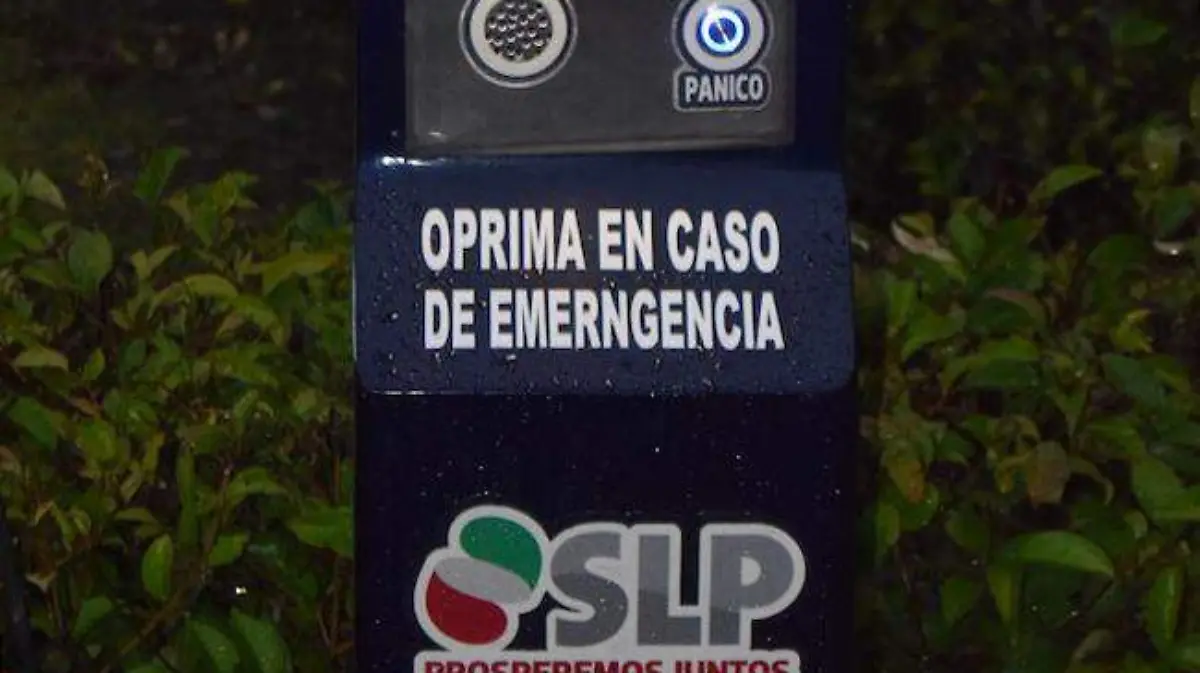 PANICO
OPRIMA EN CASO
DE EMERNGENCIA
SLP
PROSPEREMOS JUNTOS